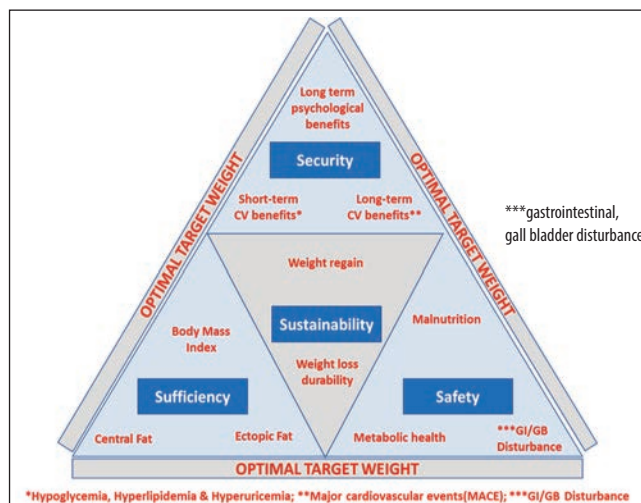 Long term
psychological
benefits
Security
Short-term
CV benefits*
Long-term
CV benefits**
OPTIMAL TARGET WEIGHT
OPTIMAL TARGET WEIGHT
***gastrointestinal,
gall bladder disturbance
Weight regain
Sustainability
Weight loss
durability
Body Mass
Index
Sufficiency
Central Fat
Ectopic Fat
Malnutrition
Safety
Metabolic health
***GI/GB
Disturbance
OPTIMAL TARGET WEIGHT
*Hypoglycemia, Hyperlipidemia & Hyperuricemia; **Major cardiovascular events(MACE); ***GI/GB Disturbance